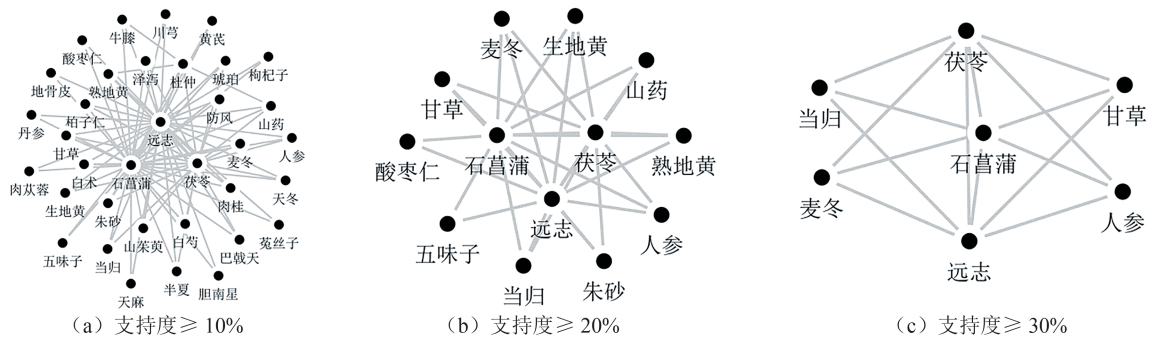 牛膝
川芎
黄芪
酸枣仁
泽泻
杜仲
琥珀
枸杞子
地骨皮
熟地黄
柏子仁
防风
山药
丹参
远志
甘草
麦冬
人参
肉苁蓉
白术
石菖蒲
茯苓
天冬
生地黄
朱砂
肉桂
五味子
当归
山茱萸
白芍
巴戟天
菟丝子
天麻
半夏
胆南星
(a) 支持度≥10%
麦冬
生地黄
甘草
山药
酸枣仁
石菖蒲
茯苓
熟地黄
五味子
远志
人参
当归
朱砂
(b) 支持度≥20%
茯苓
当归
甘草
石菖蒲
麦冬
人参
远志
(c) 支持度≥30%